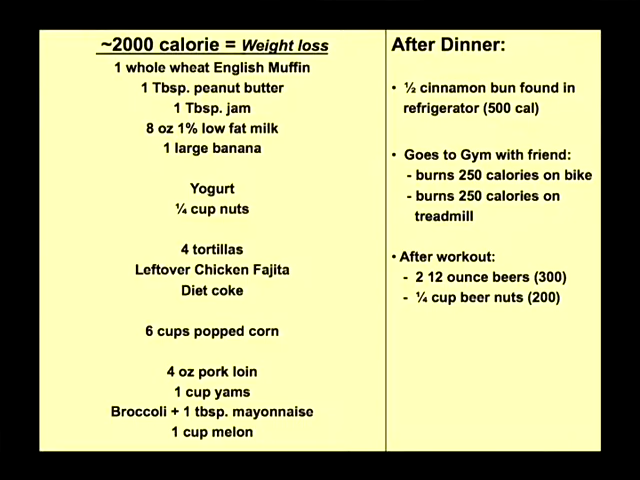 ~2000 calorie = Weight loss
1 whole wheat English Muffin
1 Tbsp. peanut butter
1 Tbsp. jam
8 oz 1% low fat milk
1 large banana
Yogurt
¼ cup nuts
4 tortillas
Leftover Chicken Fajita
Diet coke
6 cups popped corn
4 oz pork loin
1 cup yams
Broccoli + 1 tbsp. mayonnaise
1 cup melon
After Dinner:
• ½ cinnamon bun found in
refrigerator (500 cal)
• Goes to Gym with friend:
- burns 250 calories on bike
- burns 250 calories on
treadmill
• After workout:
- 2 12 ounce beers (300)
- ¼ cup beer nuts (200)